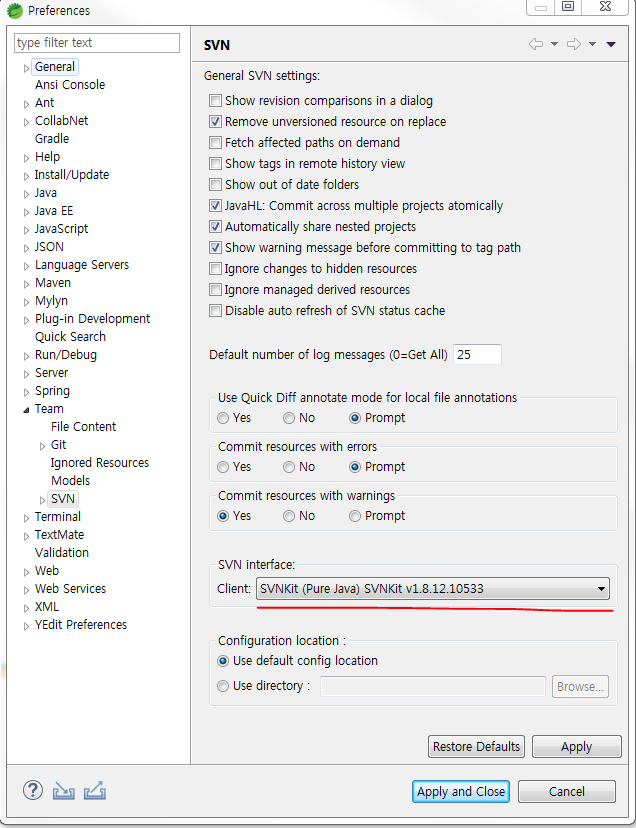 Preferences
type filter text
General
Ansi Console
Ant
CollabNet
Gradle
Help
Install/Update
Java
Java EE
JavaScript
JSON
Language Servers
Maven
Mylyn
Plug-in Development
Quick Search
Run/Debug
Server
Spring
Team
File Content
Git
Ignored Resources
Models
SVN
Terminal
TextMate
Validation
Web
Web Services
XML
YEdit Preferences
SVN
General SVN settings:
Show revision comparisons in a dialog
Remove unversioned resource on replace
Fetch affected paths on demand
Show tags in remote history view
Show out of date folders
JavaHL: Commit across multiple projects atomically
Automatically share nested projects
Show warning message before committing to tag path
Ignore changes to hidden resources
Ignore managed derived resources
Disable auto refresh of SVN status cache
Default number of log messages (0=Get All) 25
Use Quick Diff annotate mode for local file annotations
Yes No Prompt
Commit resources with errors
Yes No Prompt
Commit resources with warnings
Yes No Prompt
SVN interface:
Client: SVNKit (Pure Java) SVNKit v1.8.12.10533
Configuration location :
Use default config location
Use directory : Browse...
Restore Defaults Apply
Apply and Close Cancel